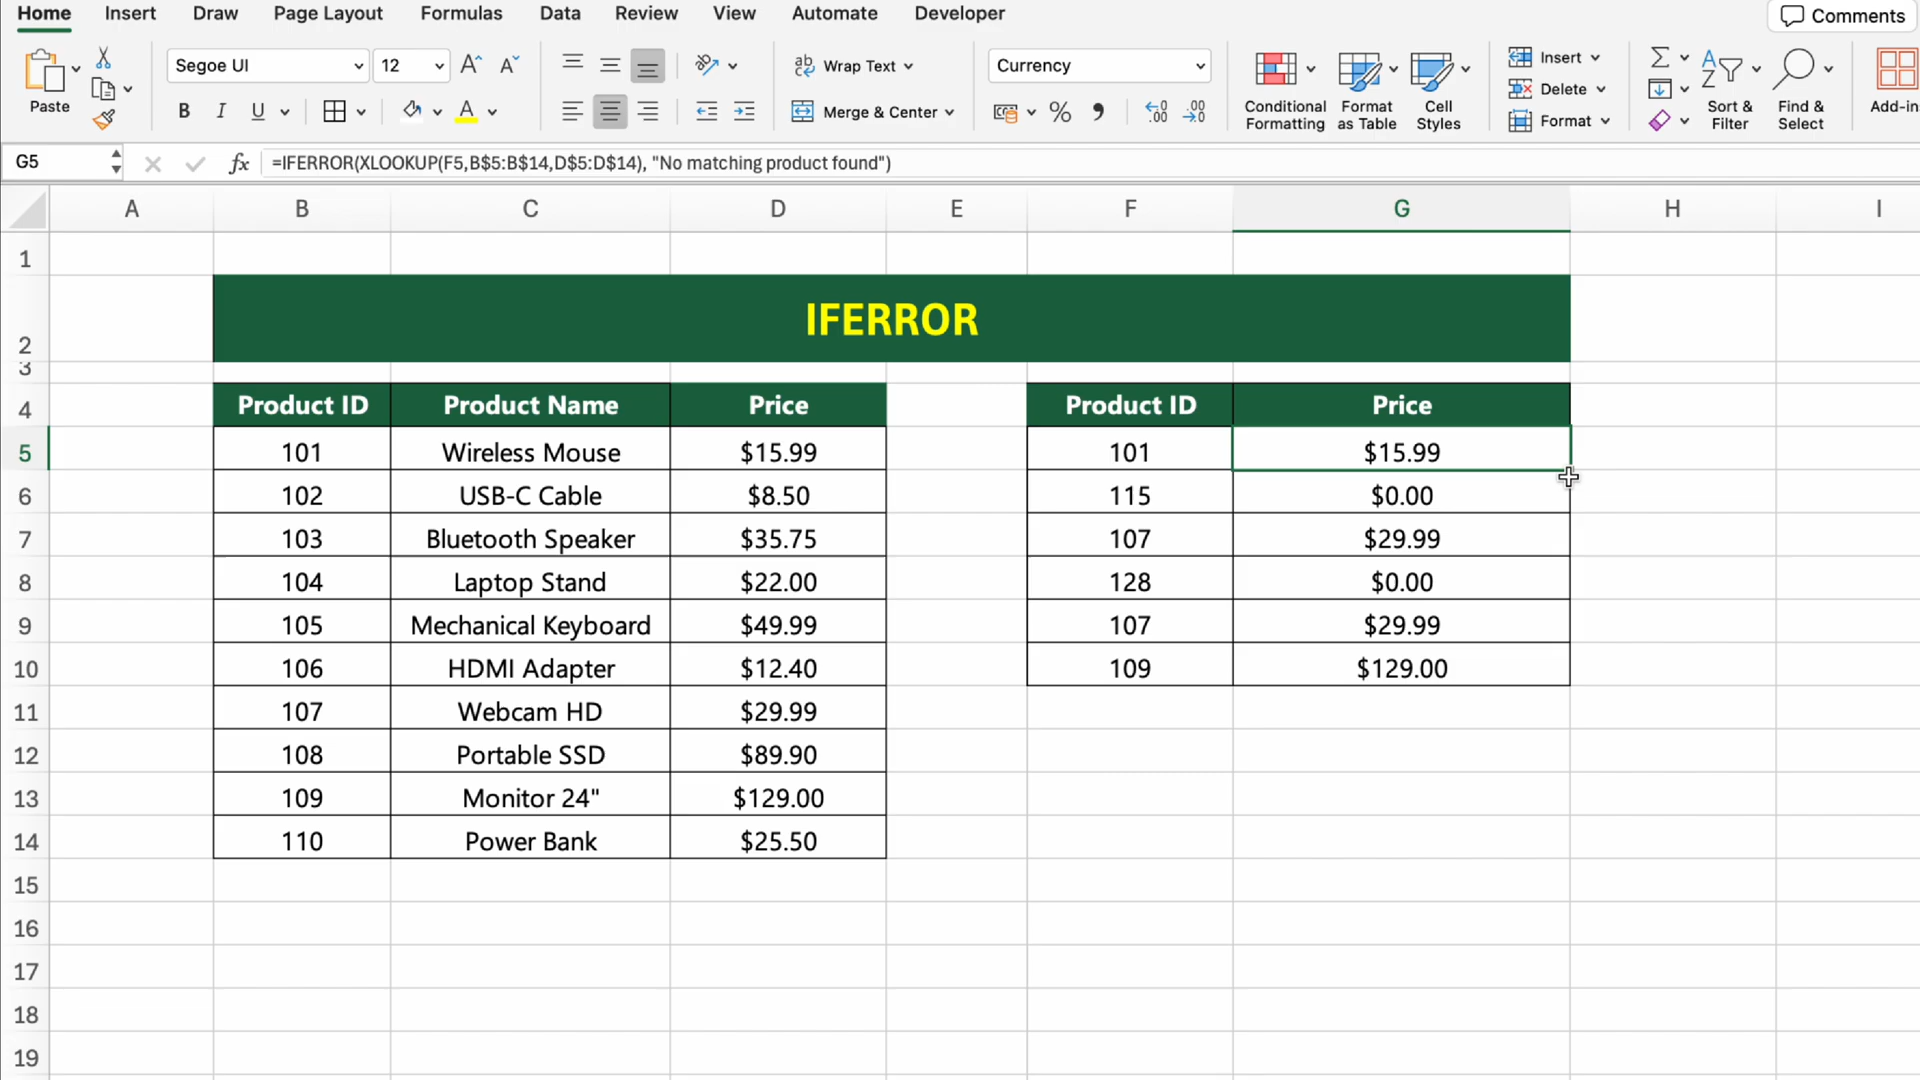 Home Insert Draw Page Layout Formulas Data Review View Automate Developer Comments
Paste
Segoe UI 12
Wrap Text
Merge & Center
Currency
Conditional Formatting
Format as Table
Cell Styles
Insert
Delete
Format
Sort & Filter
Find & Select
Add-in
G5 fx =IFERROR(XLOOKUP(F5,B$5:B$14,D$5:D$14), "No matching product found")
A B C D E F G H I
1
2 IFERROR
3
4 Product ID Product Name Price Product ID Price
5 101 Wireless Mouse $15.99 101 $15.99
6 102 USB-C Cable $8.50 115 $0.00
7 103 Bluetooth Speaker $35.75 107 $29.99
8 104 Laptop Stand $22.00 128 $0.00
9 105 Mechanical Keyboard $49.99 107 $29.99
10 106 HDMI Adapter $12.40 109 $129.00
11 107 Webcam HD $29.99
12 108 Portable SSD $89.90
13 109 Monitor 24" $129.00
14 110 Power Bank $25.50
15
16
17
18
19